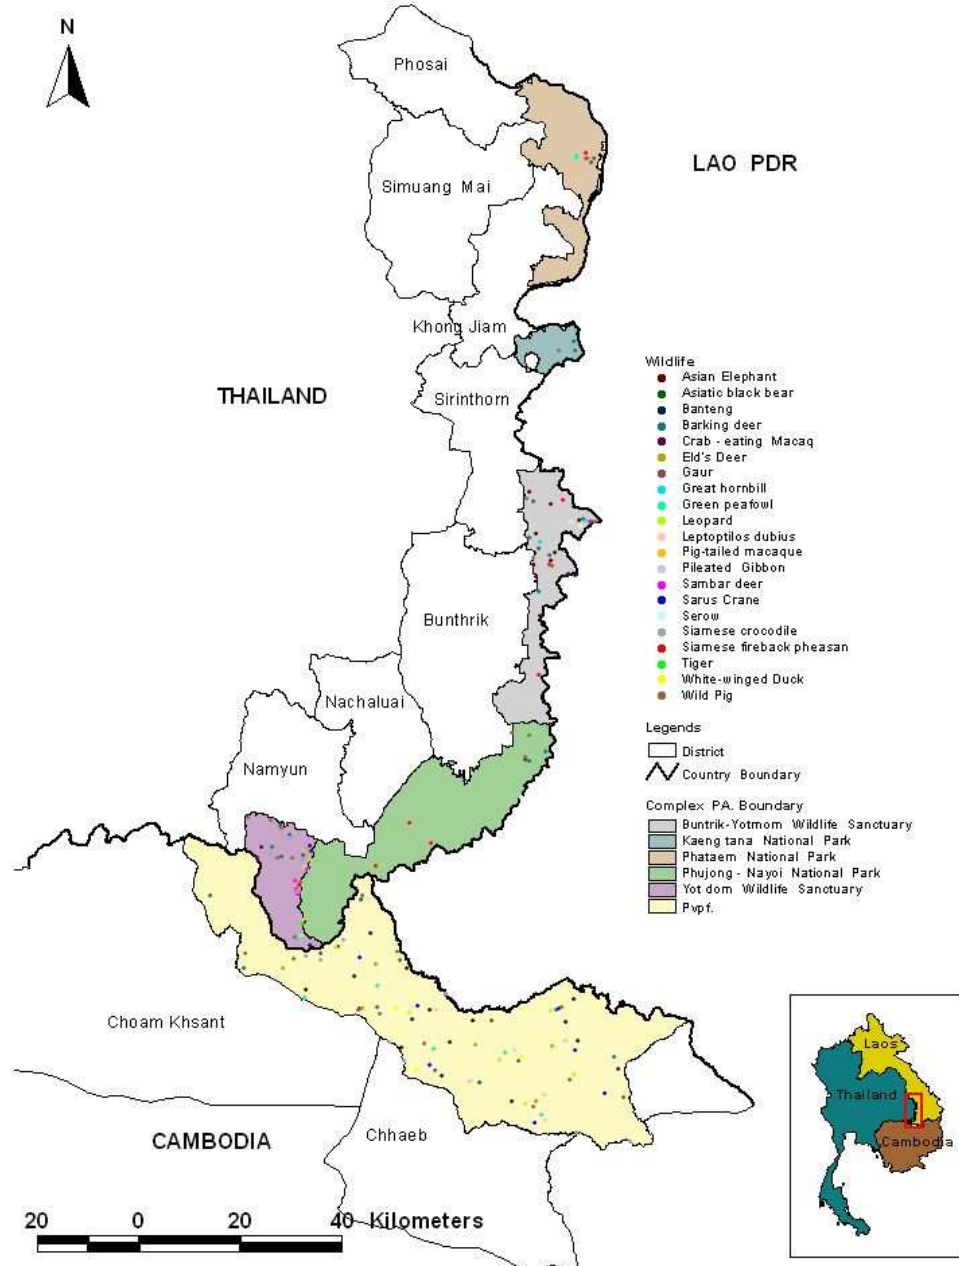 N
Phosai
LAO PDR
Simuang Mai
Khong Jiam
THAILAND
Sirinthorn
Bunthrik
Nachaluai
Namyun
Choam Khsant
CAMBODIA
Chhaeb
Wildlife
Asian Elephant
Asiatic black bear
Banteng
Barking deer
Crab - eating Macaq
Eld's Deer
Gaur
Great hornbill
Green peafowl
Leopard
Leptoptilos dubius
Pig-tailed macaque
Pileated Gibbon
Sambar deer
Sarus Crane
Serow
Siamese crocodile
Siamese fireback pheasan
Tiger
White-winged Duck
Wild Pig
Legends
District
Country Boundary
Complex PA. Boundary
Buntrik-Yotmom Wildlife Sanctuary
Kaeng tana National Park
Phataem National Park
Phujong - Nayoi National Park
Yot dom Wildlife Sanctuary
Pvpf.
Laos
Thailand
Cambodia
20 0 20 40 Kilometers